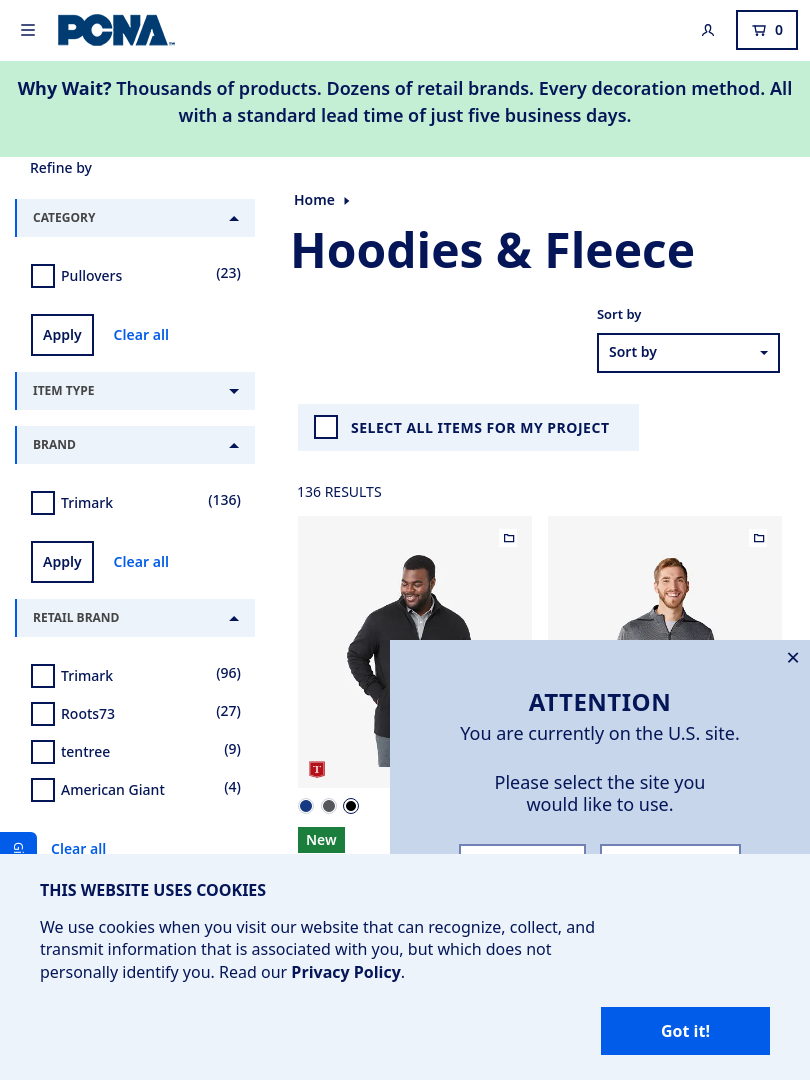 PCNA
0
Why Wait? Thousands of products. Dozens of retail brands. Every decoration method. All
with a standard lead time of just five business days.
Refine by
CATEGORY
Pullovers (23)
Apply Clear all
ITEM TYPE
BRAND
Trimark (136)
Apply Clear all
RETAIL BRAND
Trimark (96)
Roots73 (27)
tentree (9)
American Giant (4)
Clear all
Home
Hoodies & Fleece
Sort by
Sort by
SELECT ALL ITEMS FOR MY PROJECT
136 RESULTS
T
New
ATTENTION
You are currently on the U.S. site.
Please select the site you
would like to use.
THIS WEBSITE USES COOKIES
We use cookies when you visit our website that can recognize, collect, and
transmit information that is associated with you, but which does not
personally identify you. Read our Privacy Policy.
Got it!